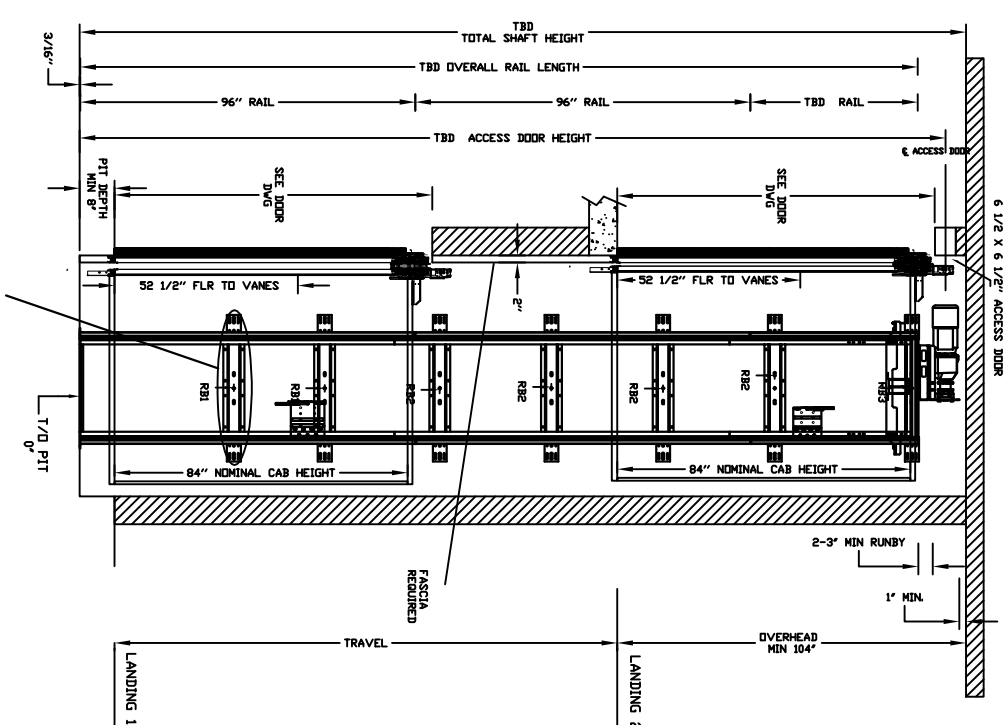 TBD
TOTAL SHAFT HEIGHT
3/16"
TBD OVERALL RAIL LENGTH
96" RAIL
96" RAIL
TBD RAIL
TBD ACCESS DOOR HEIGHT
℄ ACCESS DOOR
PIT DEPTH
MIN 8"
SEE DOOR
DWG
SEE DOOR
DWG
6 1/2 X 6 1/2" ACCESS DOOR
52 1/2" FLR TO VANES
2"
52 1/2" FLR TO VANES
RB1
RB1
RB2
RB2
RB2
RB2
RB3
T/O PIT
0"
84" NOMINAL CAB HEIGHT
84" NOMINAL CAB HEIGHT
2-3" MIN RUNBY
FASCIA
REQUIRED
1" MIN.
TRAVEL
OVERHEAD
MIN 104"
LANDING 1
LANDING 2